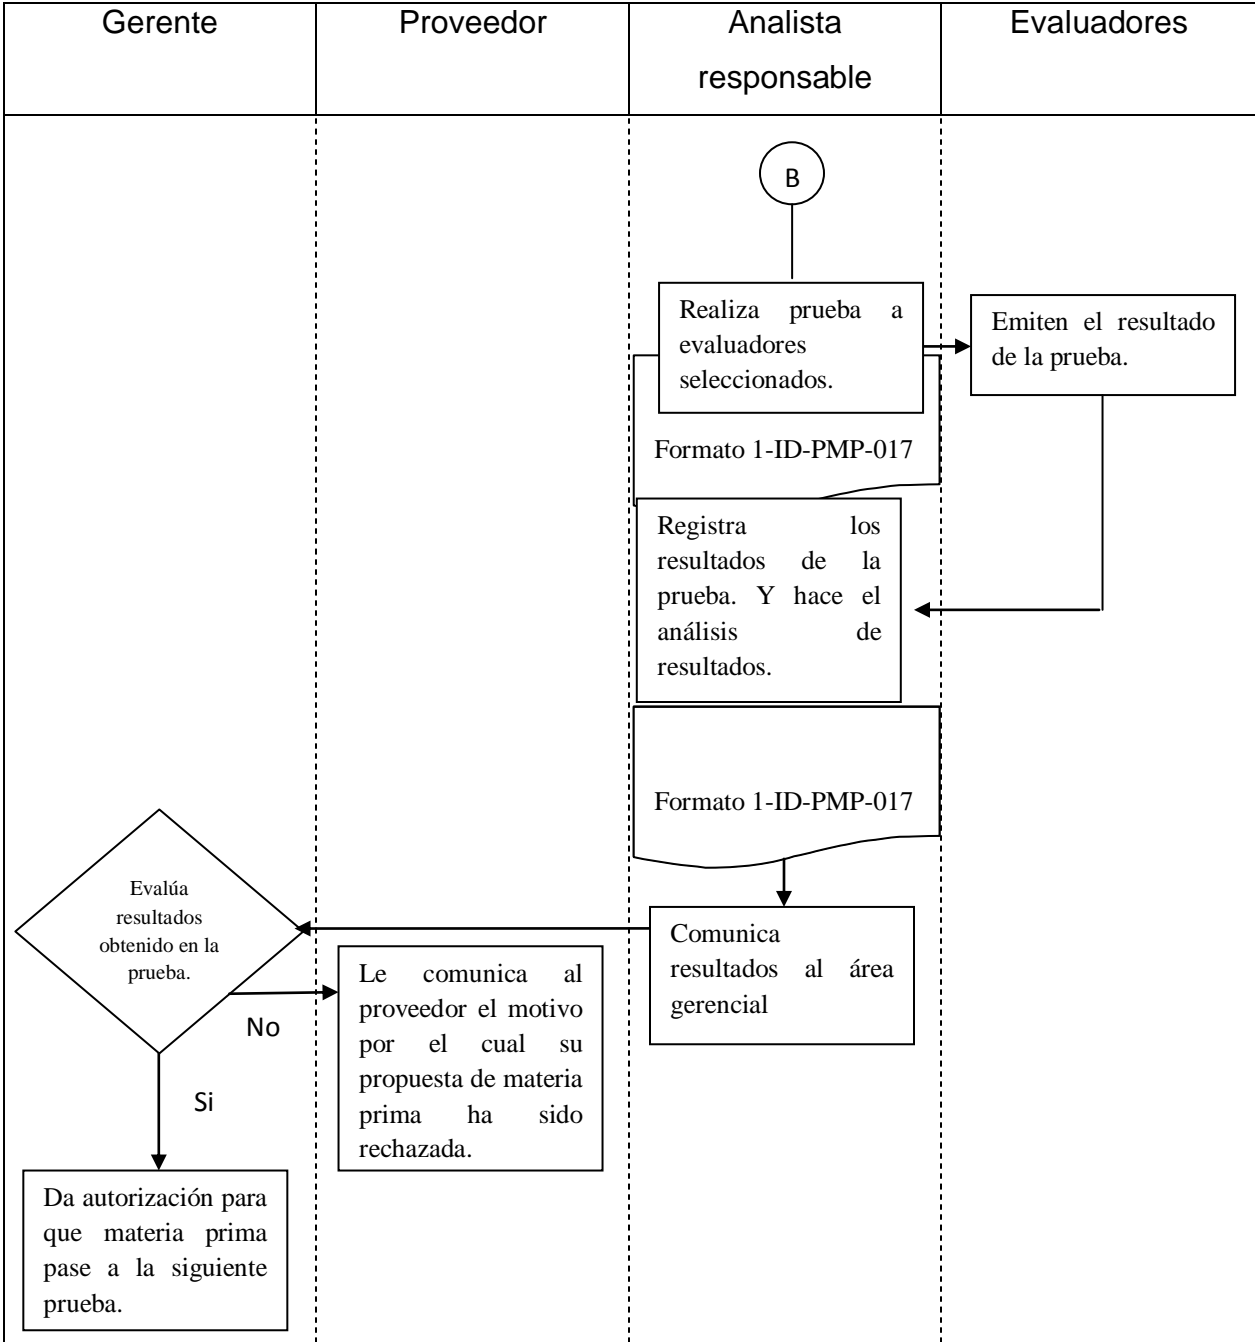 Gerente
Proveedor
Analista
responsable
Evaluadores
B
Realiza prueba a
evaluadores
seleccionados.
Emiten el resultado
de la prueba.
Formato 1-ID-PMP-017
Registra los
resultados de la
prueba. Y hace el
análisis de
resultados.
Formato 1-ID-PMP-017
Comunica
resultados al área
gerencial
Evalúa
resultados
obtenido en la
prueba.
No
Le comunica al
proveedor el motivo
por el cual su
propuesta de materia
prima ha sido
rechazada.
Si
Da autorización para
que materia prima
pase a la siguiente
prueba.